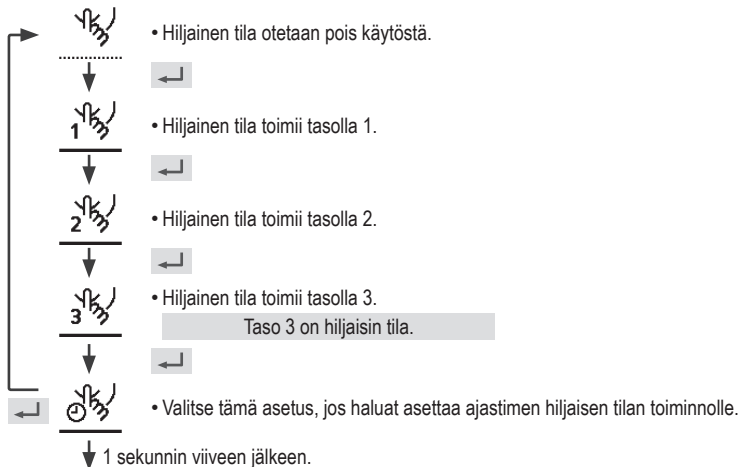 • Hiljainen tila otetaan pois käytöstä.
1
• Hiljainen tila toimii tasolla 1.
2
• Hiljainen tila toimii tasolla 2.
3
• Hiljainen tila toimii tasolla 3.
Taso 3 on hiljaisin tila.
• Valitse tämä asetus, jos haluat asettaa ajastimen hiljaisen tilan toiminnolle.
1 sekunnin viiveen jälkeen.